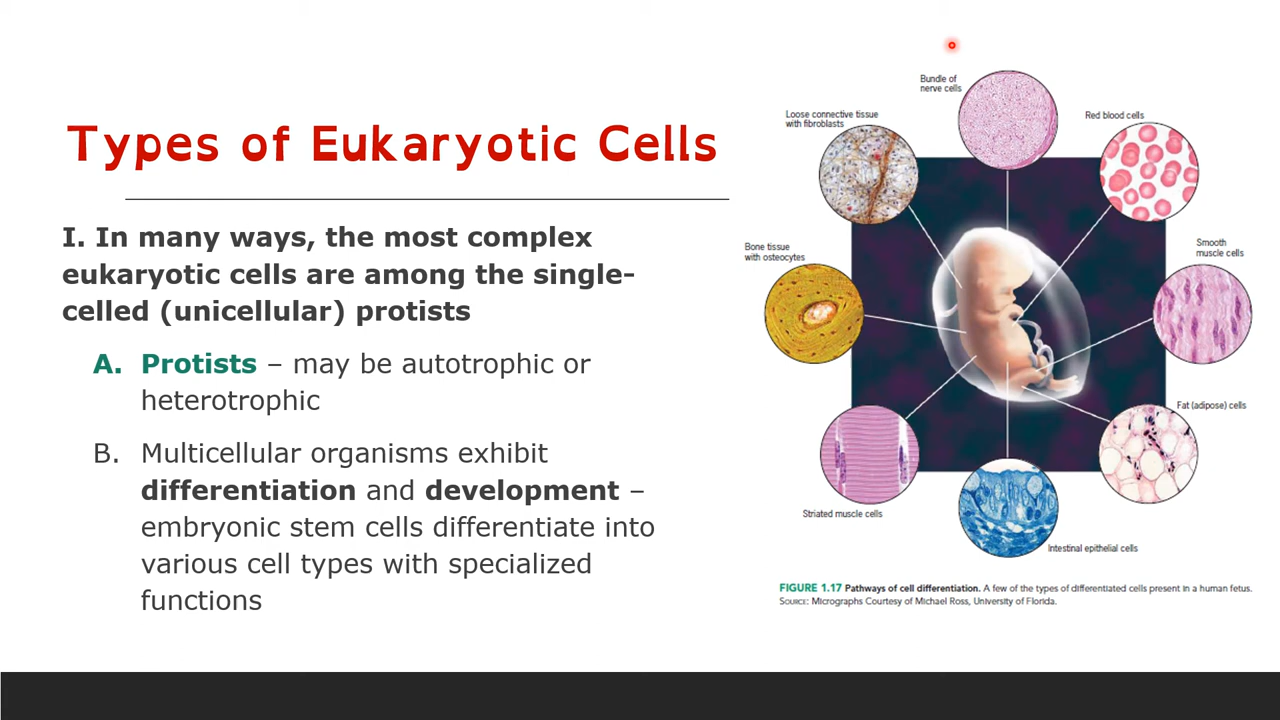 Types of Eukaryotic Cells
I. In many ways, the most complex
eukaryotic cells are among the single-
celled (unicellular) protists
A. Protists – may be autotrophic or
heterotrophic
B. Multicellular organisms exhibit
differentiation and development –
embryonic stem cells differentiate into
various cell types with specialized
functions
Bundle of
nerve cells
Loose connective tissue
with fibroblasts
Red blood cells
Bone tissue
with osteocytes
Smooth
muscle cells
Fat (adipose) cells
Striated muscle cells
Intestinal epithelial cells
FIGURE 1.17 Pathways of cell differentiation. A few of the types of differentiated cells present in a human fetus.
SOURCE: Micrographs Courtesy of Michael Ross, University of Florida.